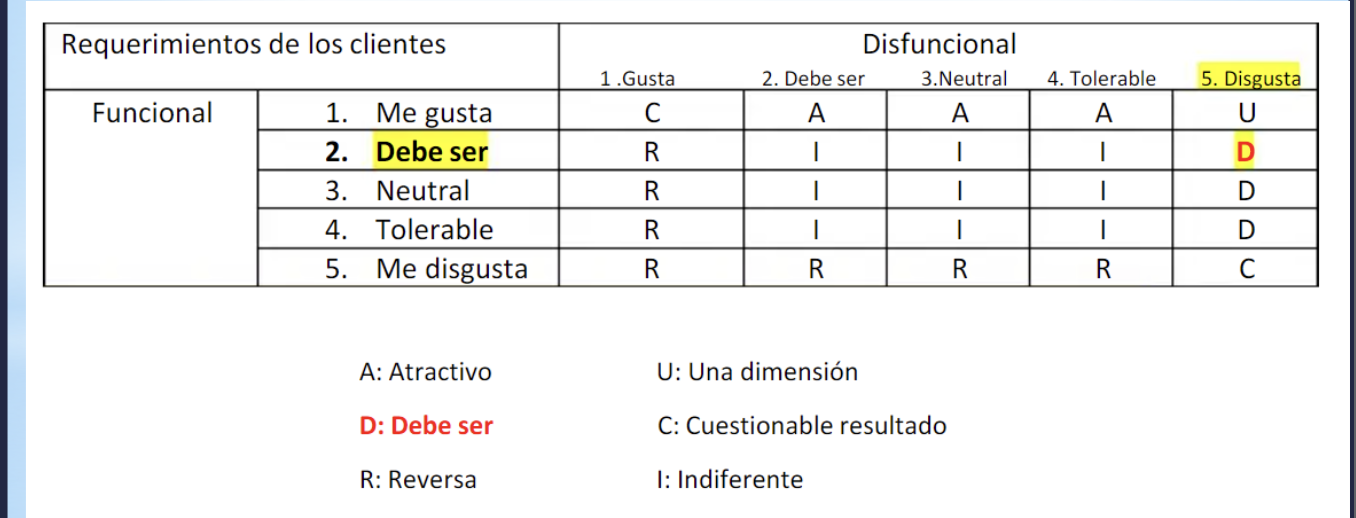 Requerimientos de los clientes Disfuncional
1 .Gusta 2. Debe ser 3.Neutral 4. Tolerable 5. Disgusta
Funcional 1. Me gusta C A A A U
2. Debe ser R I I I D
3. Neutral R I I I D
4. Tolerable R I I I D
5. Me disgusta R R R R C
A: Atractivo U: Una dimensión
D: Debe ser C: Cuestionable resultado
R: Reversa I: Indiferente